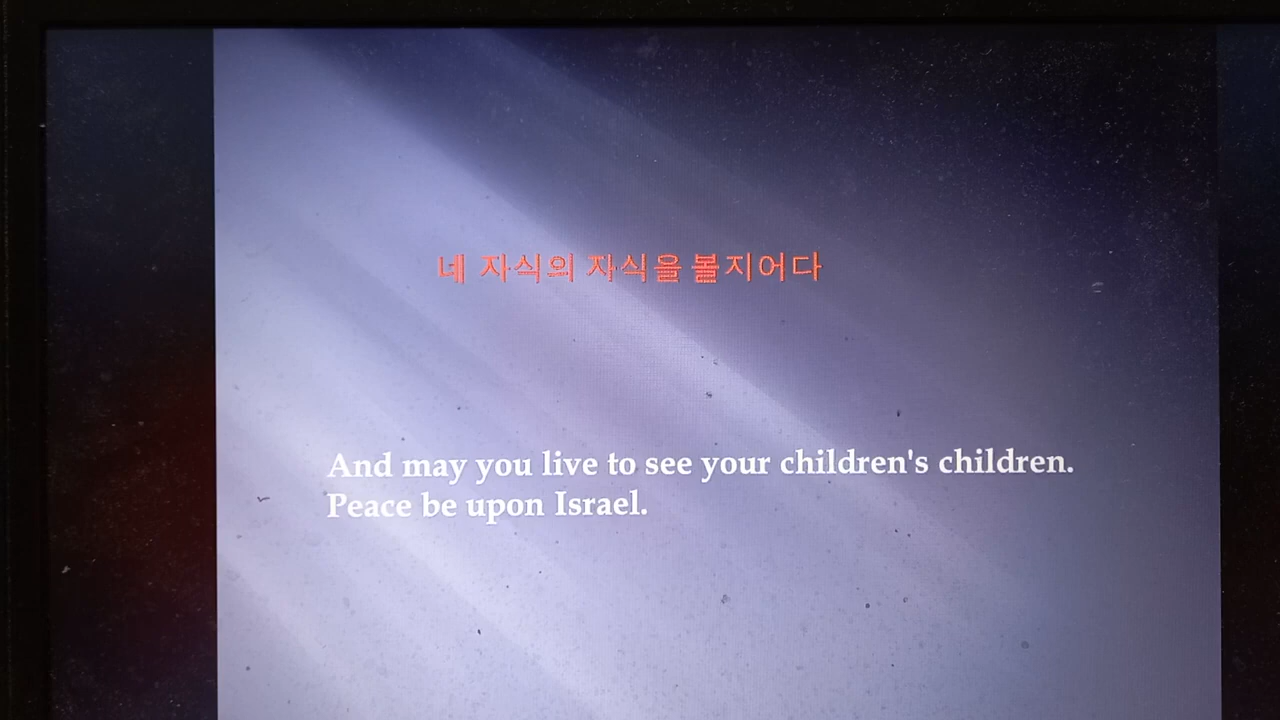 네 자식의 자식을 볼지어다
And may you live to see your children's children.
Peace be upon Israel.